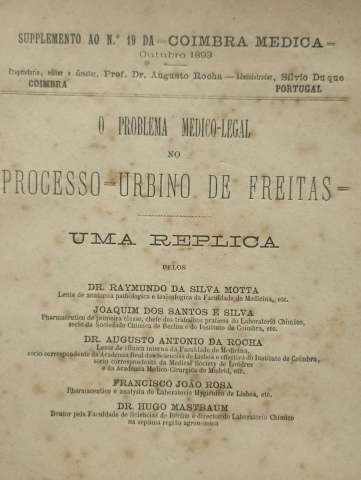 SUPPLEMENTO AO N.º 19 DA=COIMBRA MEDICA=
Outubro 1893
Proprietario, editor e director, Prof. Dr. Augusto Rocha—Administrador, Silvio Duque
COIMBRA PORTUGAL
O PROBLEMA MEDICO-LEGAL
NO
PROCESSO=URBINO DE FREITAS=
UMA REPLICA
PELOS
DR. RAYMUNDO DA SILVA MOTTA
Lente de anatomia pathologica e toxicologica da Faculdade de Medicina, etc.
JOAQUIM DOS SANTOS E SILVA
Pharmaceutico de primeira classe, chefe dos trabalhos praticos do Laboratorio Chimico,
socio da Sociedade Chimica de Berlim e do Instituto de Coimbra, etc.
DR. AUGUSTO ANTONIO DA ROCHA
Lente de clinica interna da Faculdade de Medicina,
socio correspondente da Academia Real das Sciencias de Lisboa e effectivo do Instituto de Coimbra,
socio correspondente da Medical Society de Londres
e da Academia Medico-Cirurgica de Madrid, etc.
FRANCISCO JOÃO ROSA
Pharmaceutico e analysta do Laboratorio Hygienico de Lisboa, etc.
DR. HUGO MASTBAUM
Doutor pela Faculdade de Sciencias de Berlim e director do Laboratorio Chimico
na septima região agronomica